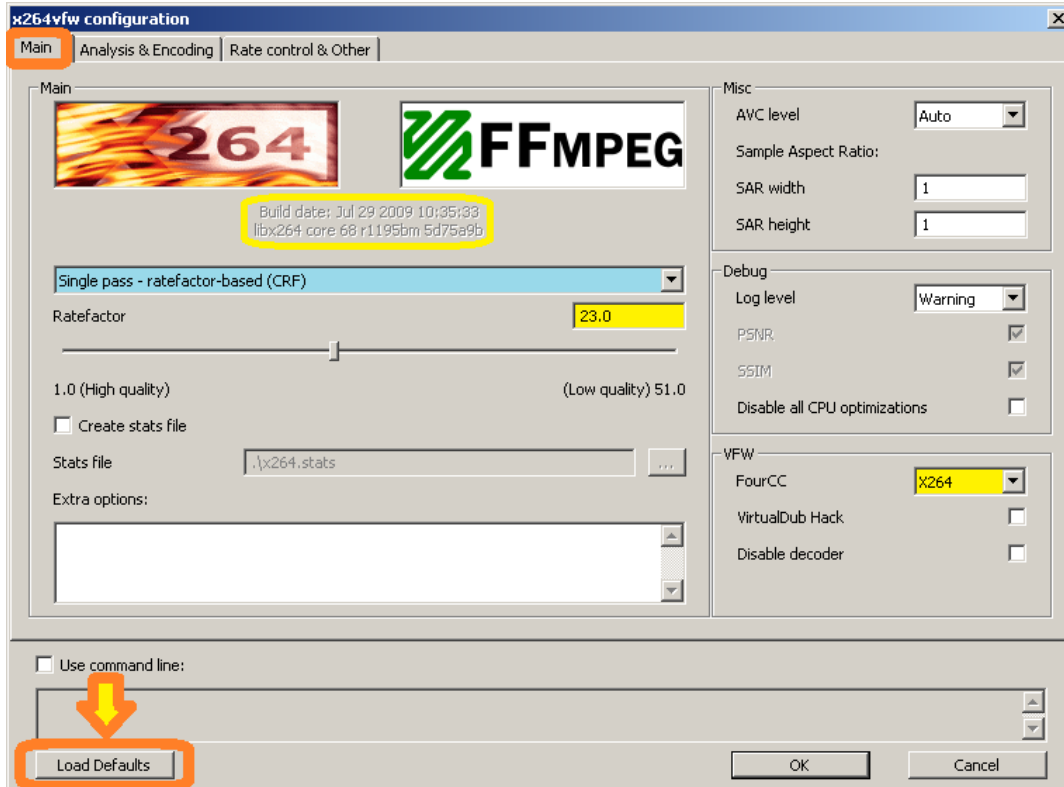 x264vfw configuration
Main
Analysis & Encoding
Rate control & Other
Main
264
FFMPEG
Build date: Jul 29 2009 10:35:33
libx264 core 68 r1195bm 5d75a9b
Single pass - ratefactor-based (CRF)
Ratefactor
23.0
1.0 (High quality)
(Low quality) 51.0
Create stats file
Stats file
.\x264.stats
...
Extra options:
Misc
AVC level
Auto
Sample Aspect Ratio:
SAR width
1
SAR height
1
Debug
Log level
Warning
PSNR
SSIM
Disable all CPU optimizations
VFW
FourCC
X264
VirtualDub Hack
Disable decoder
Use command line:
Load Defaults
OK
Cancel